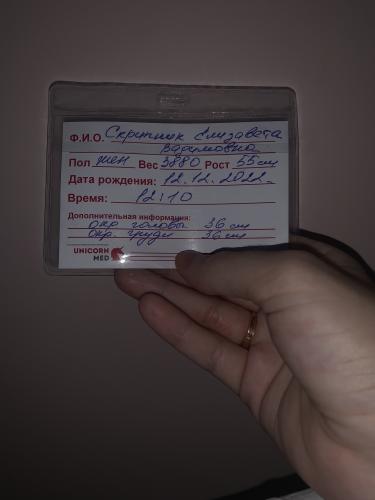 Ф.И.О. Скрипник Елизавета
Вадимовна
Пол жен Вес 3880 Рост 55 см
Дата рождения: 12.12.2022
Время: 12:10
Дополнительная информация:
окр головы 36 см
окр. груди 36 см
UNICORN
MED